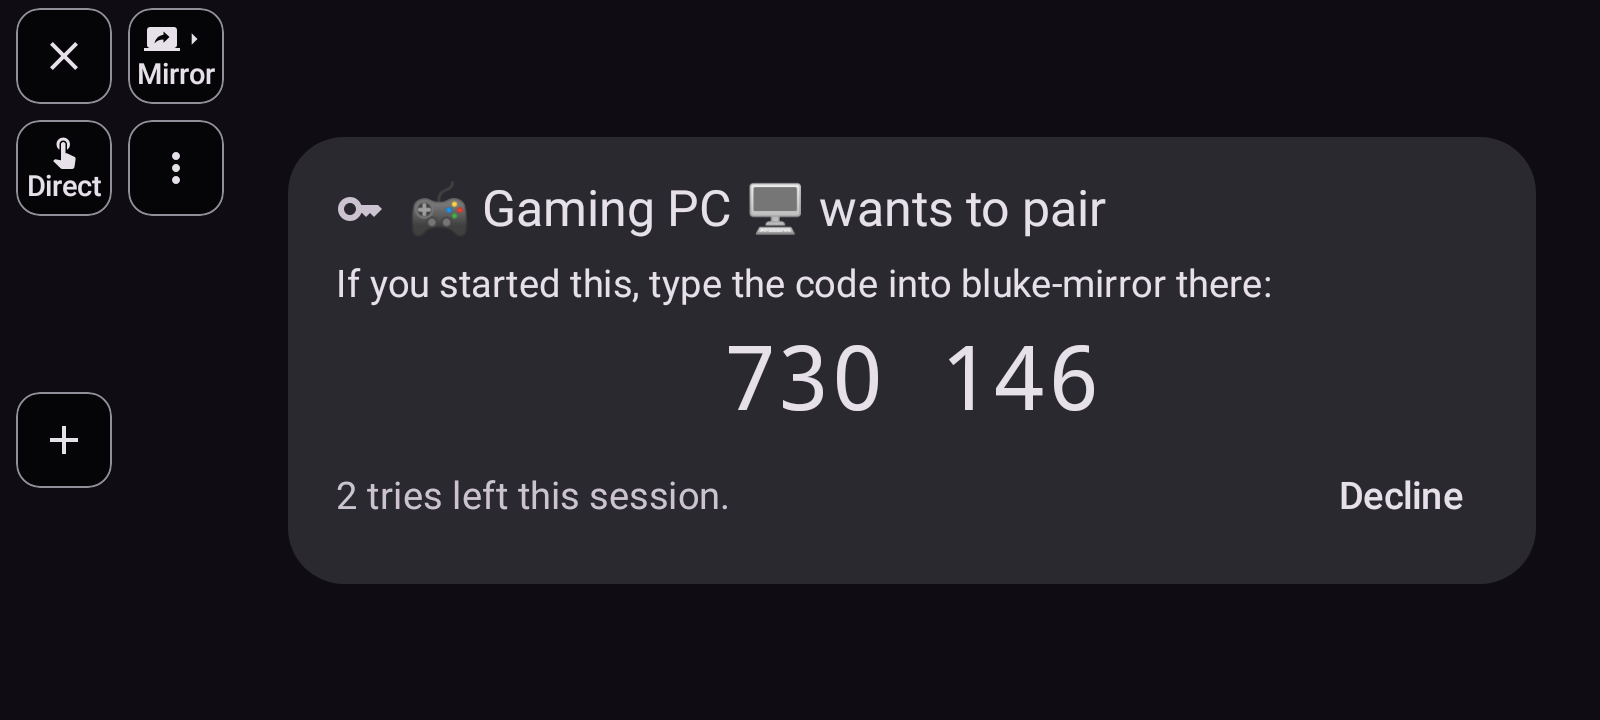 Mirror
Direct
🎮 Gaming PC 🖥️ wants to pair
If you started this, type the code into bluke-mirror there:
730 146
2 tries left this session.
Decline